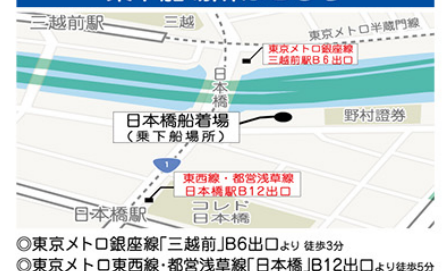 三越前駅
三越
東京メトロ半蔵門線
東京メトロ銀座線
三越前駅B6出口
日本橋
日本橋船着場
(乗下船場所)
野村證券
1
東西線・都営浅草線
日本橋駅B12出口
日本橋駅
コレド
日本橋
◎東京メトロ銀座線「三越前」B6出口より 徒歩3分
◎東京メトロ東西線・都営浅草線「日本橋」B12出口より徒歩5分